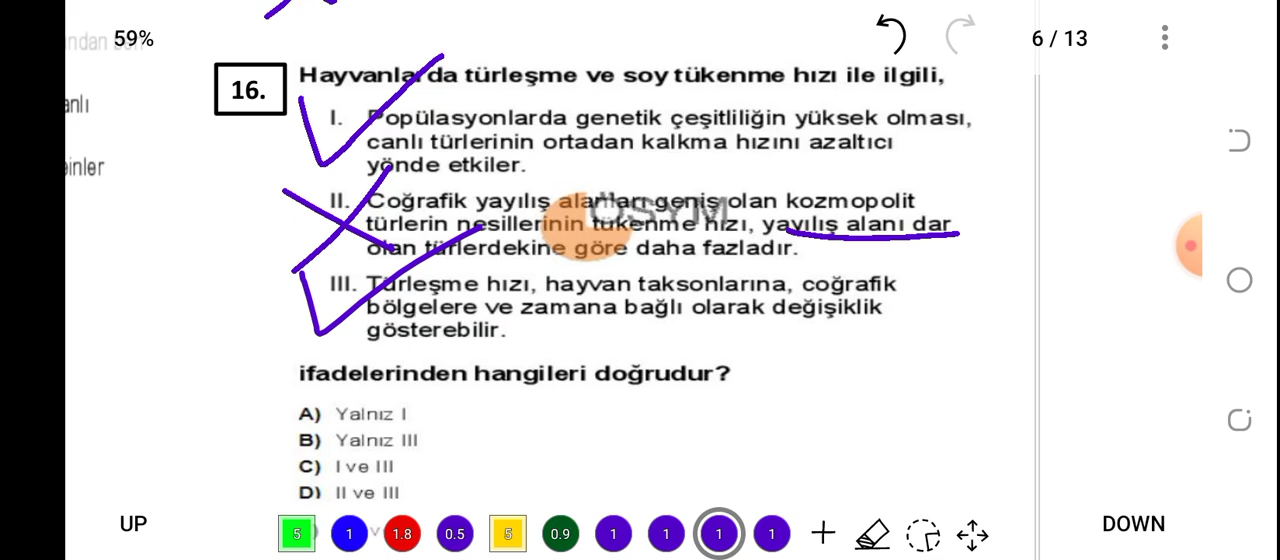 59%
6 / 13
anlı
einler
16.
Hayvanlarda türleşme ve soy tükenme hızı ile ilgili,
I. Popülasyonlarda genetik çeşitliliğin yüksek olması,
canlı türlerinin ortadan kalkma hızını azaltıcı
yönde etkiler.
II. Coğrafik yayılış alanları geniş olan kozmopolit
türlerin nesillerinin tükenme hızı, yayılış alanı dar
olan türlerdekine göre daha fazladır.
ÖSYM
III. Türleşme hızı, hayvan taksonlarına, coğrafik
bölgelere ve zamana bağlı olarak değişiklik
gösterebilir.
ifadelerinden hangileri doğrudur?
A) Yalnız I
B) Yalnız III
C) I ve III
D) II ve III
UP
5 1 1.8 0.5 5 0.9 1 1 1 1
DOWN